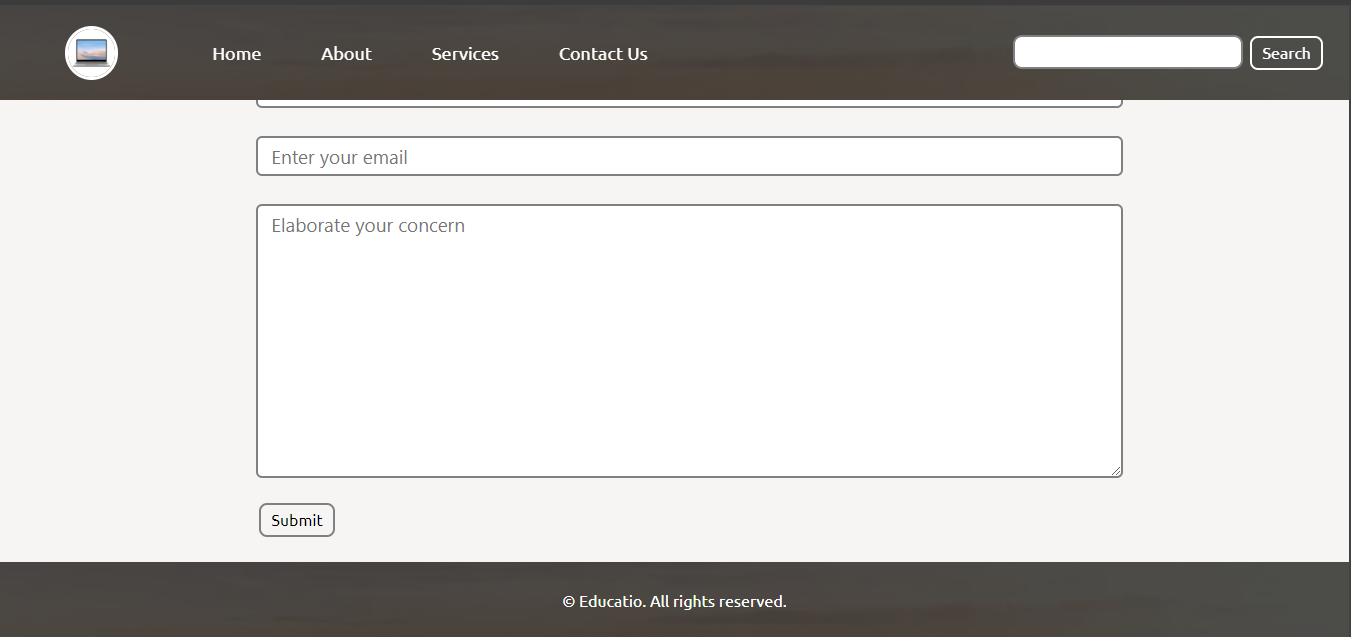 Home About Services Contact Us Search
Enter your email
Elaborate your concern
Submit
© Educatio. All rights reserved.